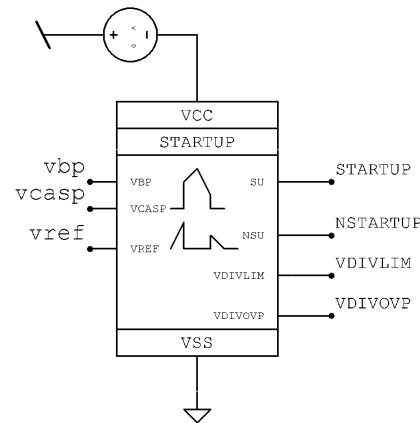 VCC
STARTUP
vbp VBP SU STARTUP
vcasp VCASP
vref VREF NSU NSTARTUP
VDIVLIM VDIVLIM
VDIVOVP VDIVOVP
VSS